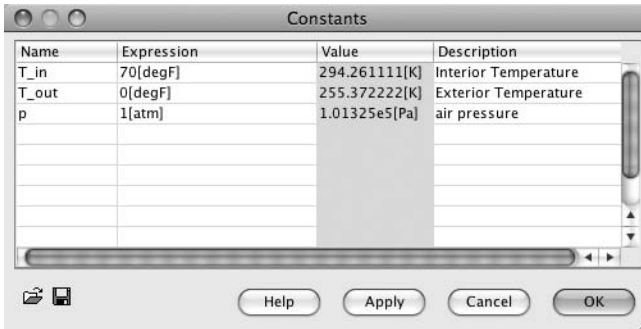 Constants
Name Expression Value Description
T_in 70[degF] 294.261111[K] Interior Temperature
T_out 0[degF] 255.372222[K] Exterior Temperature
p 1[atm] 1.01325e5[Pa] air pressure
Help Apply Cancel OK